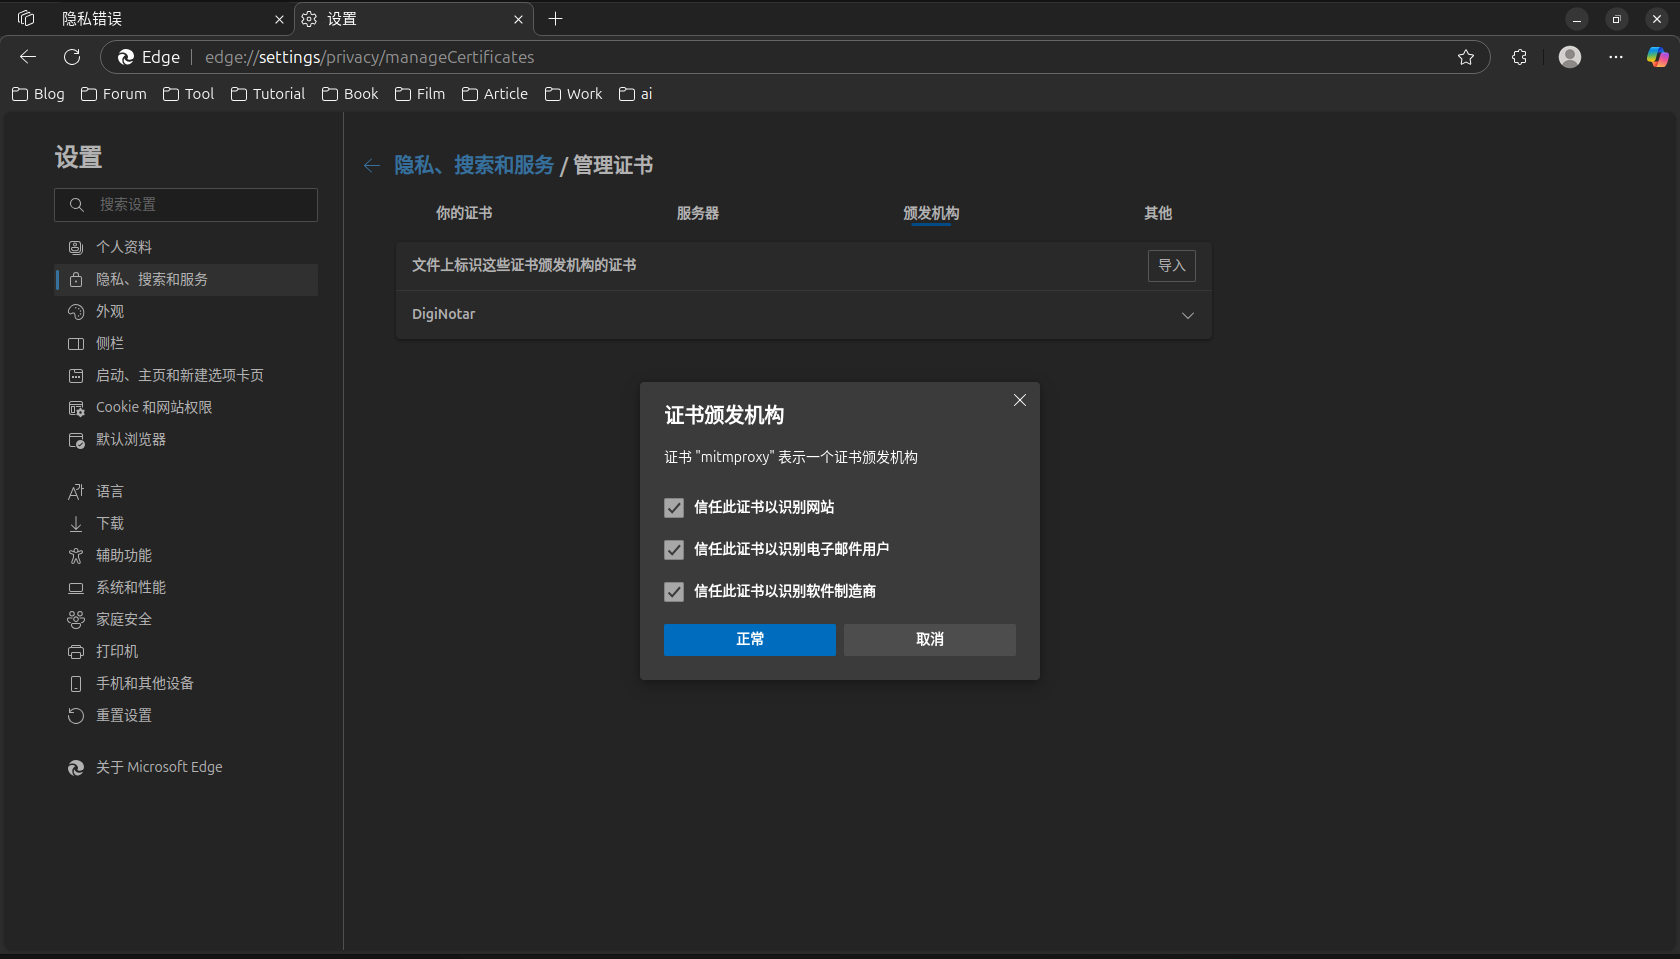 隐私错误
设置
Edge
edge://settings/privacy/manageCertificates
Blog
Forum
Tool
Tutorial
Book
Film
Article
Work
ai
设置
搜索设置
个人资料
隐私、搜索和服务
外观
侧栏
启动、主页和新建选项卡页
Cookie 和网站权限
默认浏览器
语言
下载
辅助功能
系统和性能
家庭安全
打印机
手机和其他设备
重置设置
关于 Microsoft Edge
隐私、搜索和服务 / 管理证书
你的证书
服务器
颁发机构
其他
文件上标识这些证书颁发机构的证书
导入
DigiNotar
证书颁发机构
证书 "mitmproxy" 表示一个证书颁发机构
信任此证书以识别网站
信任此证书以识别电子邮件用户
信任此证书以识别软件制造商
正常
取消